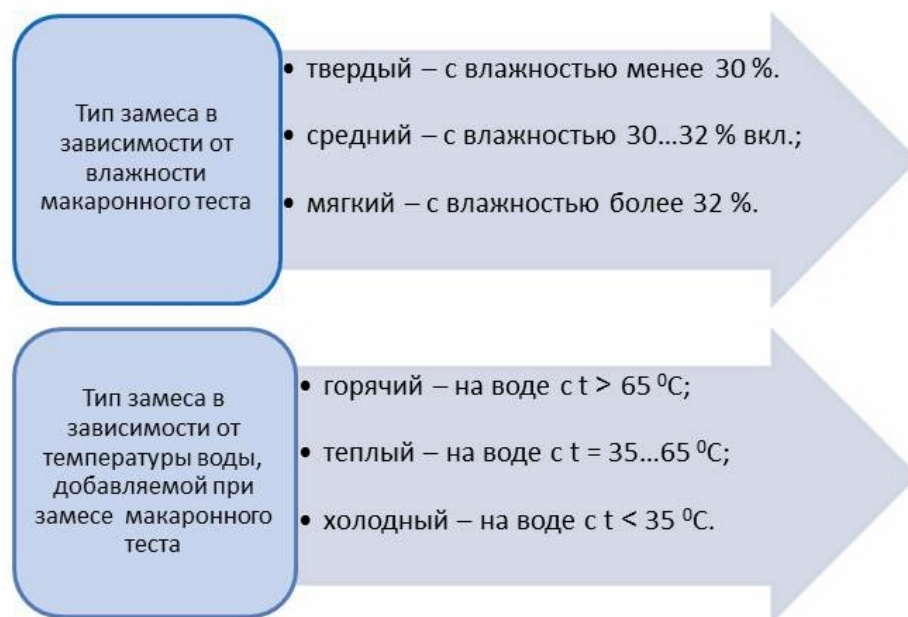 Тип замеса в
зависимости от
влажности
макаронного теста
• твердый – с влажностью менее 30 %.
• средний – с влажностью 30...32 % вкл.;
• мягкий – с влажностью более 32 %.
Тип замеса в
зависимости от
температуры воды,
добавляемой при
замесе макаронного
теста
• горячий – на воде с t > 65 ⁰С;
• теплый – на воде с t = 35...65 ⁰С;
• холодный – на воде с t < 35 ⁰С.